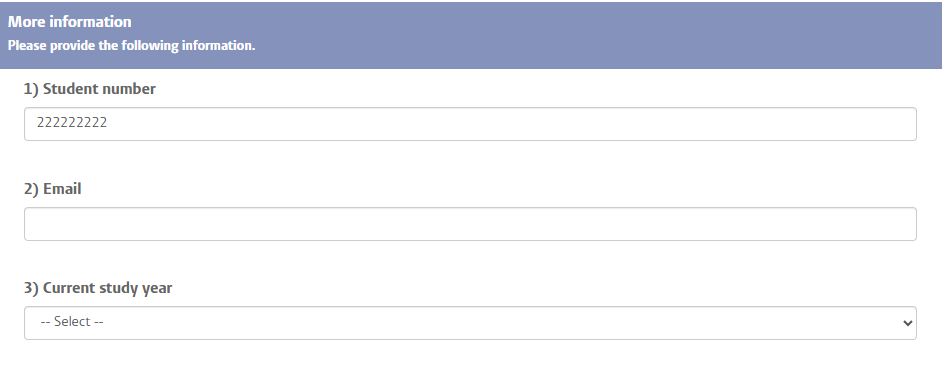 More information
Please provide the following information.
1) Student number
222222222
2) Email
3) Current study year
-- Select --